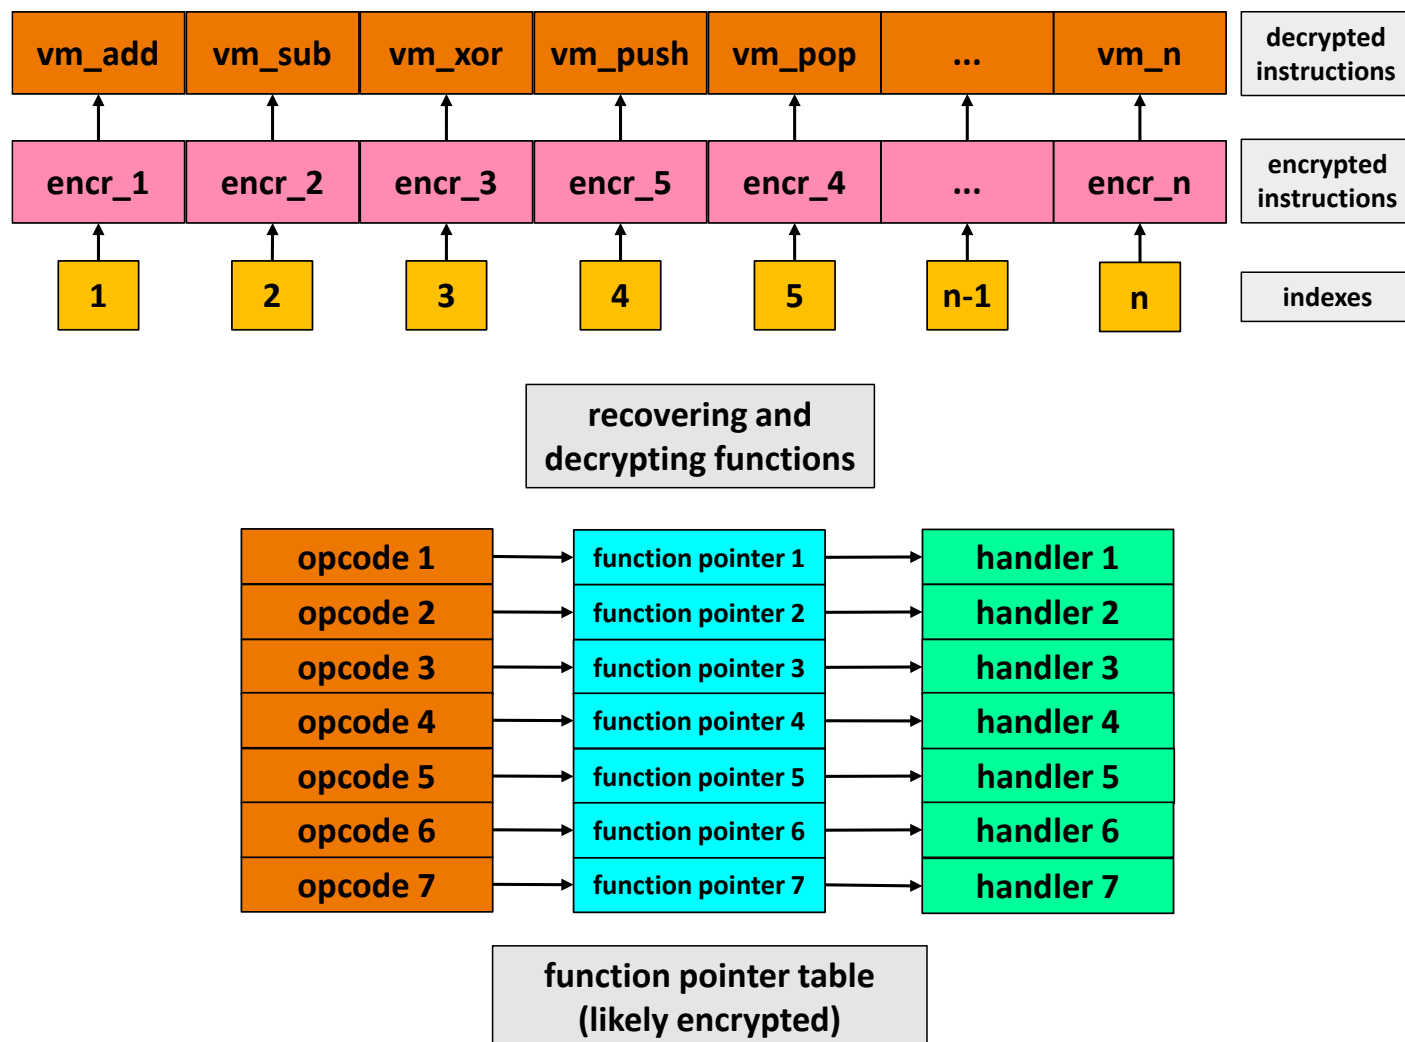 vm_add vm_sub vm_xor vm_push vm_pop ... vm_n decrypted
instructions
encr_1 encr_2 encr_3 encr_5 encr_4 ... encr_n encrypted
instructions
1 2 3 4 5 n-1 n indexes
recovering and
decrypting functions
opcode 1 function pointer 1 handler 1
opcode 2 function pointer 2 handler 2
opcode 3 function pointer 3 handler 3
opcode 4 function pointer 4 handler 4
opcode 5 function pointer 5 handler 5
opcode 6 function pointer 6 handler 6
opcode 7 function pointer 7 handler 7
function pointer table
(likely encrypted)